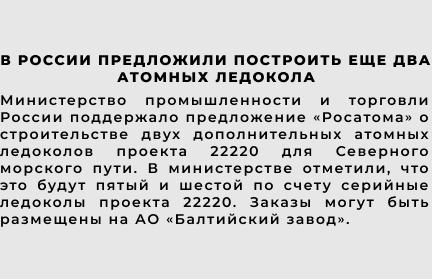 В РОССИИ ПРЕДЛОЖИЛИ ПОСТРОИТЬ ЕЩЕ ДВА
АТОМНЫХ ЛЕДОКОЛА
Министерство промышленности и торговли
России поддержало предложение «Росатома» о
строительстве двух дополнительных атомных
ледоколов проекта 22220 для Северного
морского пути. В министерстве отметили, что
это будут пятый и шестой по счету серийные
ледоколы проекта 22220. Заказы могут быть
размещены на АО «Балтийский завод».